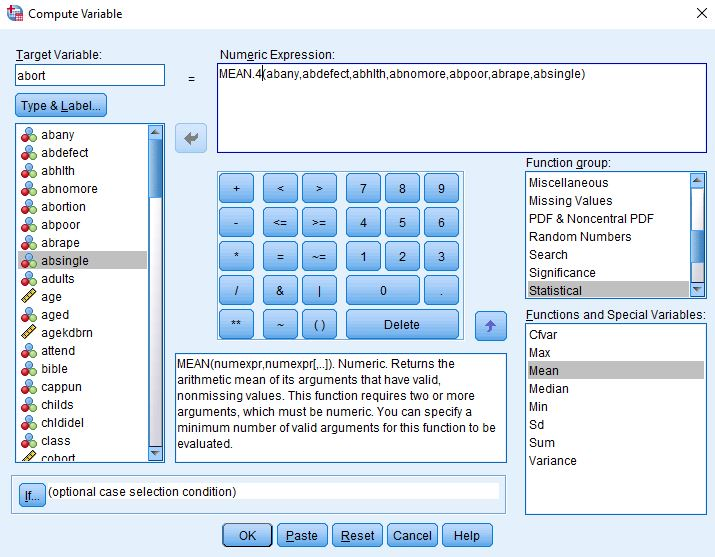 Compute Variable
Target Variable:
abort
=
Numeric Expression:
MEAN.4(abany,abdefect,abhlth,abnomore,abpoor,abrape,absingle)
Type & Label...
abany
abdefect
abhlth
abnomore
abortion
abpoor
abrape
absingle
adults
age
aged
agekdbrn
attend
bible
cappun
childs
chldidel
class
cohort
+ < > 7 8 9
- <= >= 4 5 6
* = ~= 1 2 3
/ & | 0 .
** ~ ( ) Delete
Function group:
Miscellaneous
Missing Values
PDF & Noncentral PDF
Random Numbers
Search
Significance
Statistical
Functions and Special Variables:
Cfvar
Max
Mean
Median
Min
Sd
Sum
Variance
MEAN(numexpr,numexpr[,..]). Numeric. Returns the
arithmetic mean of its arguments that have valid,
nonmissing values. This function requires two or more
arguments, which must be numeric. You can specify a
minimum number of valid arguments for this function to be
evaluated.
If... (optional case selection condition)
OK Paste Reset Cancel Help